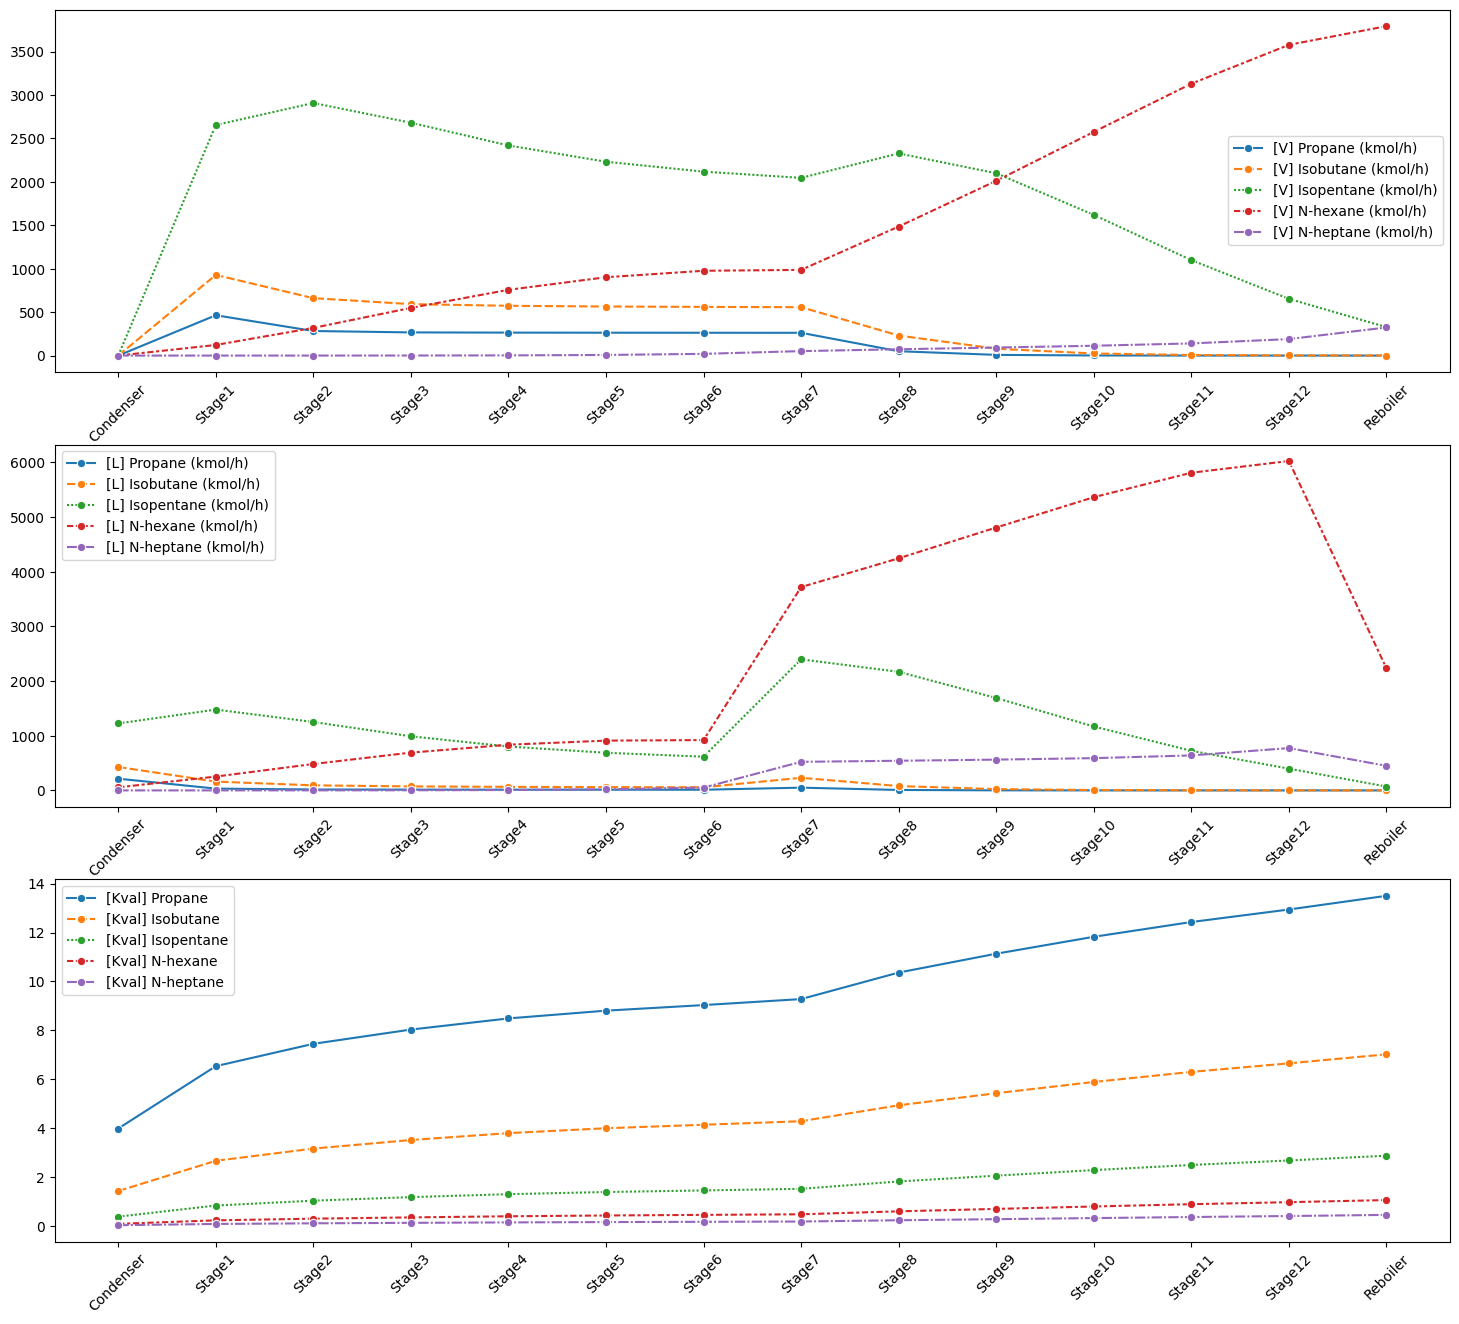 3500
3000
2500
2000
1500
1000
500
0
[V] Propane (kmol/h)
[V] Isobutane (kmol/h)
[V] Isopentane (kmol/h)
[V] N-hexane (kmol/h)
[V] N-heptane (kmol/h)
Condenser Stage1 Stage2 Stage3 Stage4 Stage5 Stage6 Stage7 Stage8 Stage9 Stage10 Stage11 Stage12 Reboiler
6000
5000
4000
3000
2000
1000
0
[L] Propane (kmol/h)
[L] Isobutane (kmol/h)
[L] Isopentane (kmol/h)
[L] N-hexane (kmol/h)
[L] N-heptane (kmol/h)
Condenser Stage1 Stage2 Stage3 Stage4 Stage5 Stage6 Stage7 Stage8 Stage9 Stage10 Stage11 Stage12 Reboiler
14
12
10
8
6
4
2
0
[Kval] Propane
[Kval] Isobutane
[Kval] Isopentane
[Kval] N-hexane
[Kval] N-heptane
Condenser Stage1 Stage2 Stage3 Stage4 Stage5 Stage6 Stage7 Stage8 Stage9 Stage10 Stage11 Stage12 Reboiler